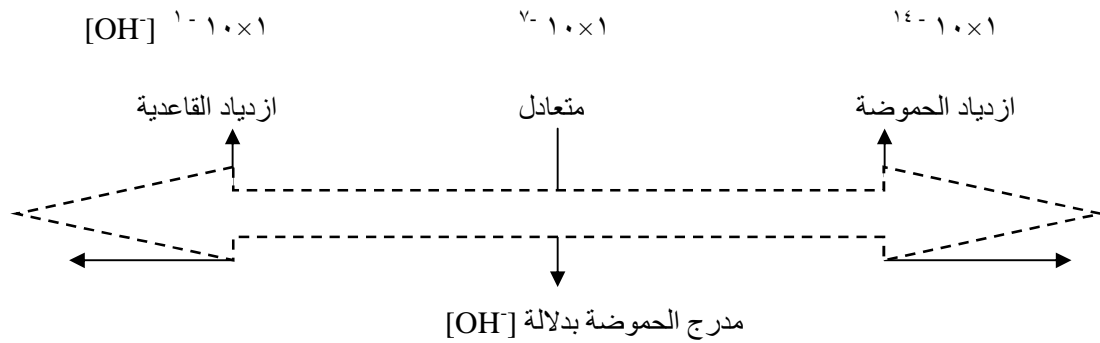 [OH⁻] ١×١٠⁻¹ ١×١٠⁻⁷ ١×١٠⁻¹⁴
ازدياد القاعدية متعادل ازدياد الحموضة
مدرج الحموضة بدلالة [OH⁻]